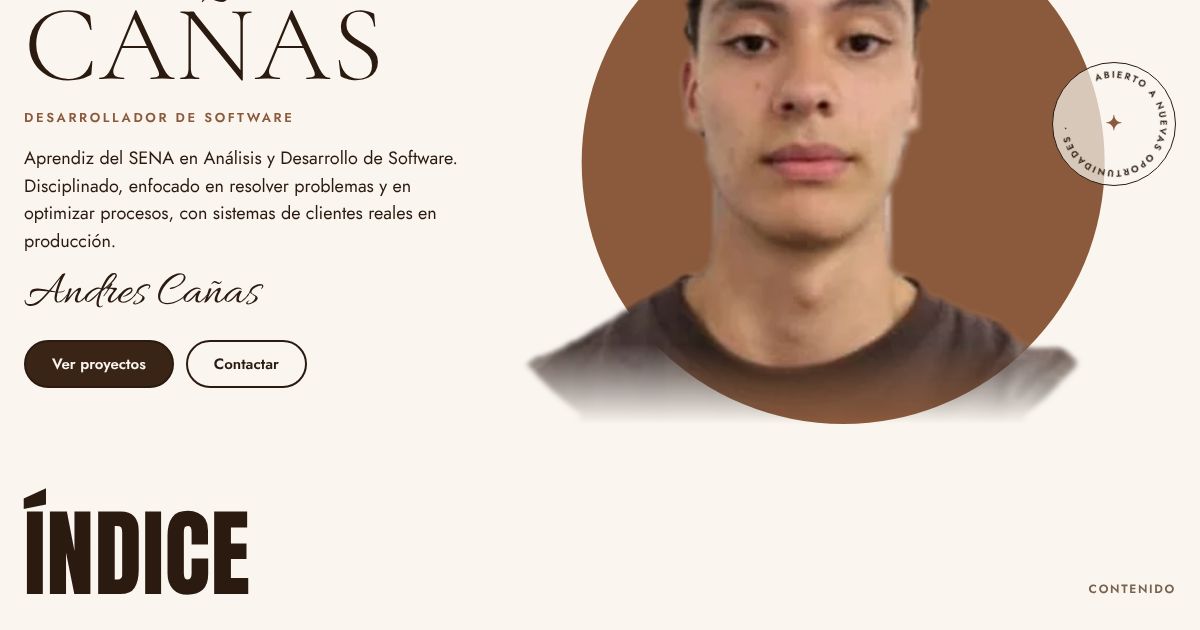 CAÑAS
DESARROLLADOR DE SOFTWARE
Aprendiz del SENA en Análisis y Desarrollo de Software.
Disciplinado, enfocado en resolver problemas y en
optimizar procesos, con sistemas de clientes reales en
producción.
Andres Cañas
Ver proyectos
Contactar
ABIERTO A NUEVAS OPORTUNIDADES ·
ÍNDICE
CONTENIDO